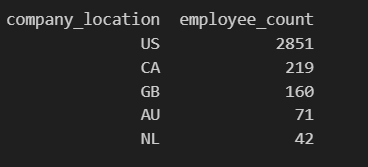 company_location employee_count
US 2851
CA 219
GB 160
AU 71
NL 42